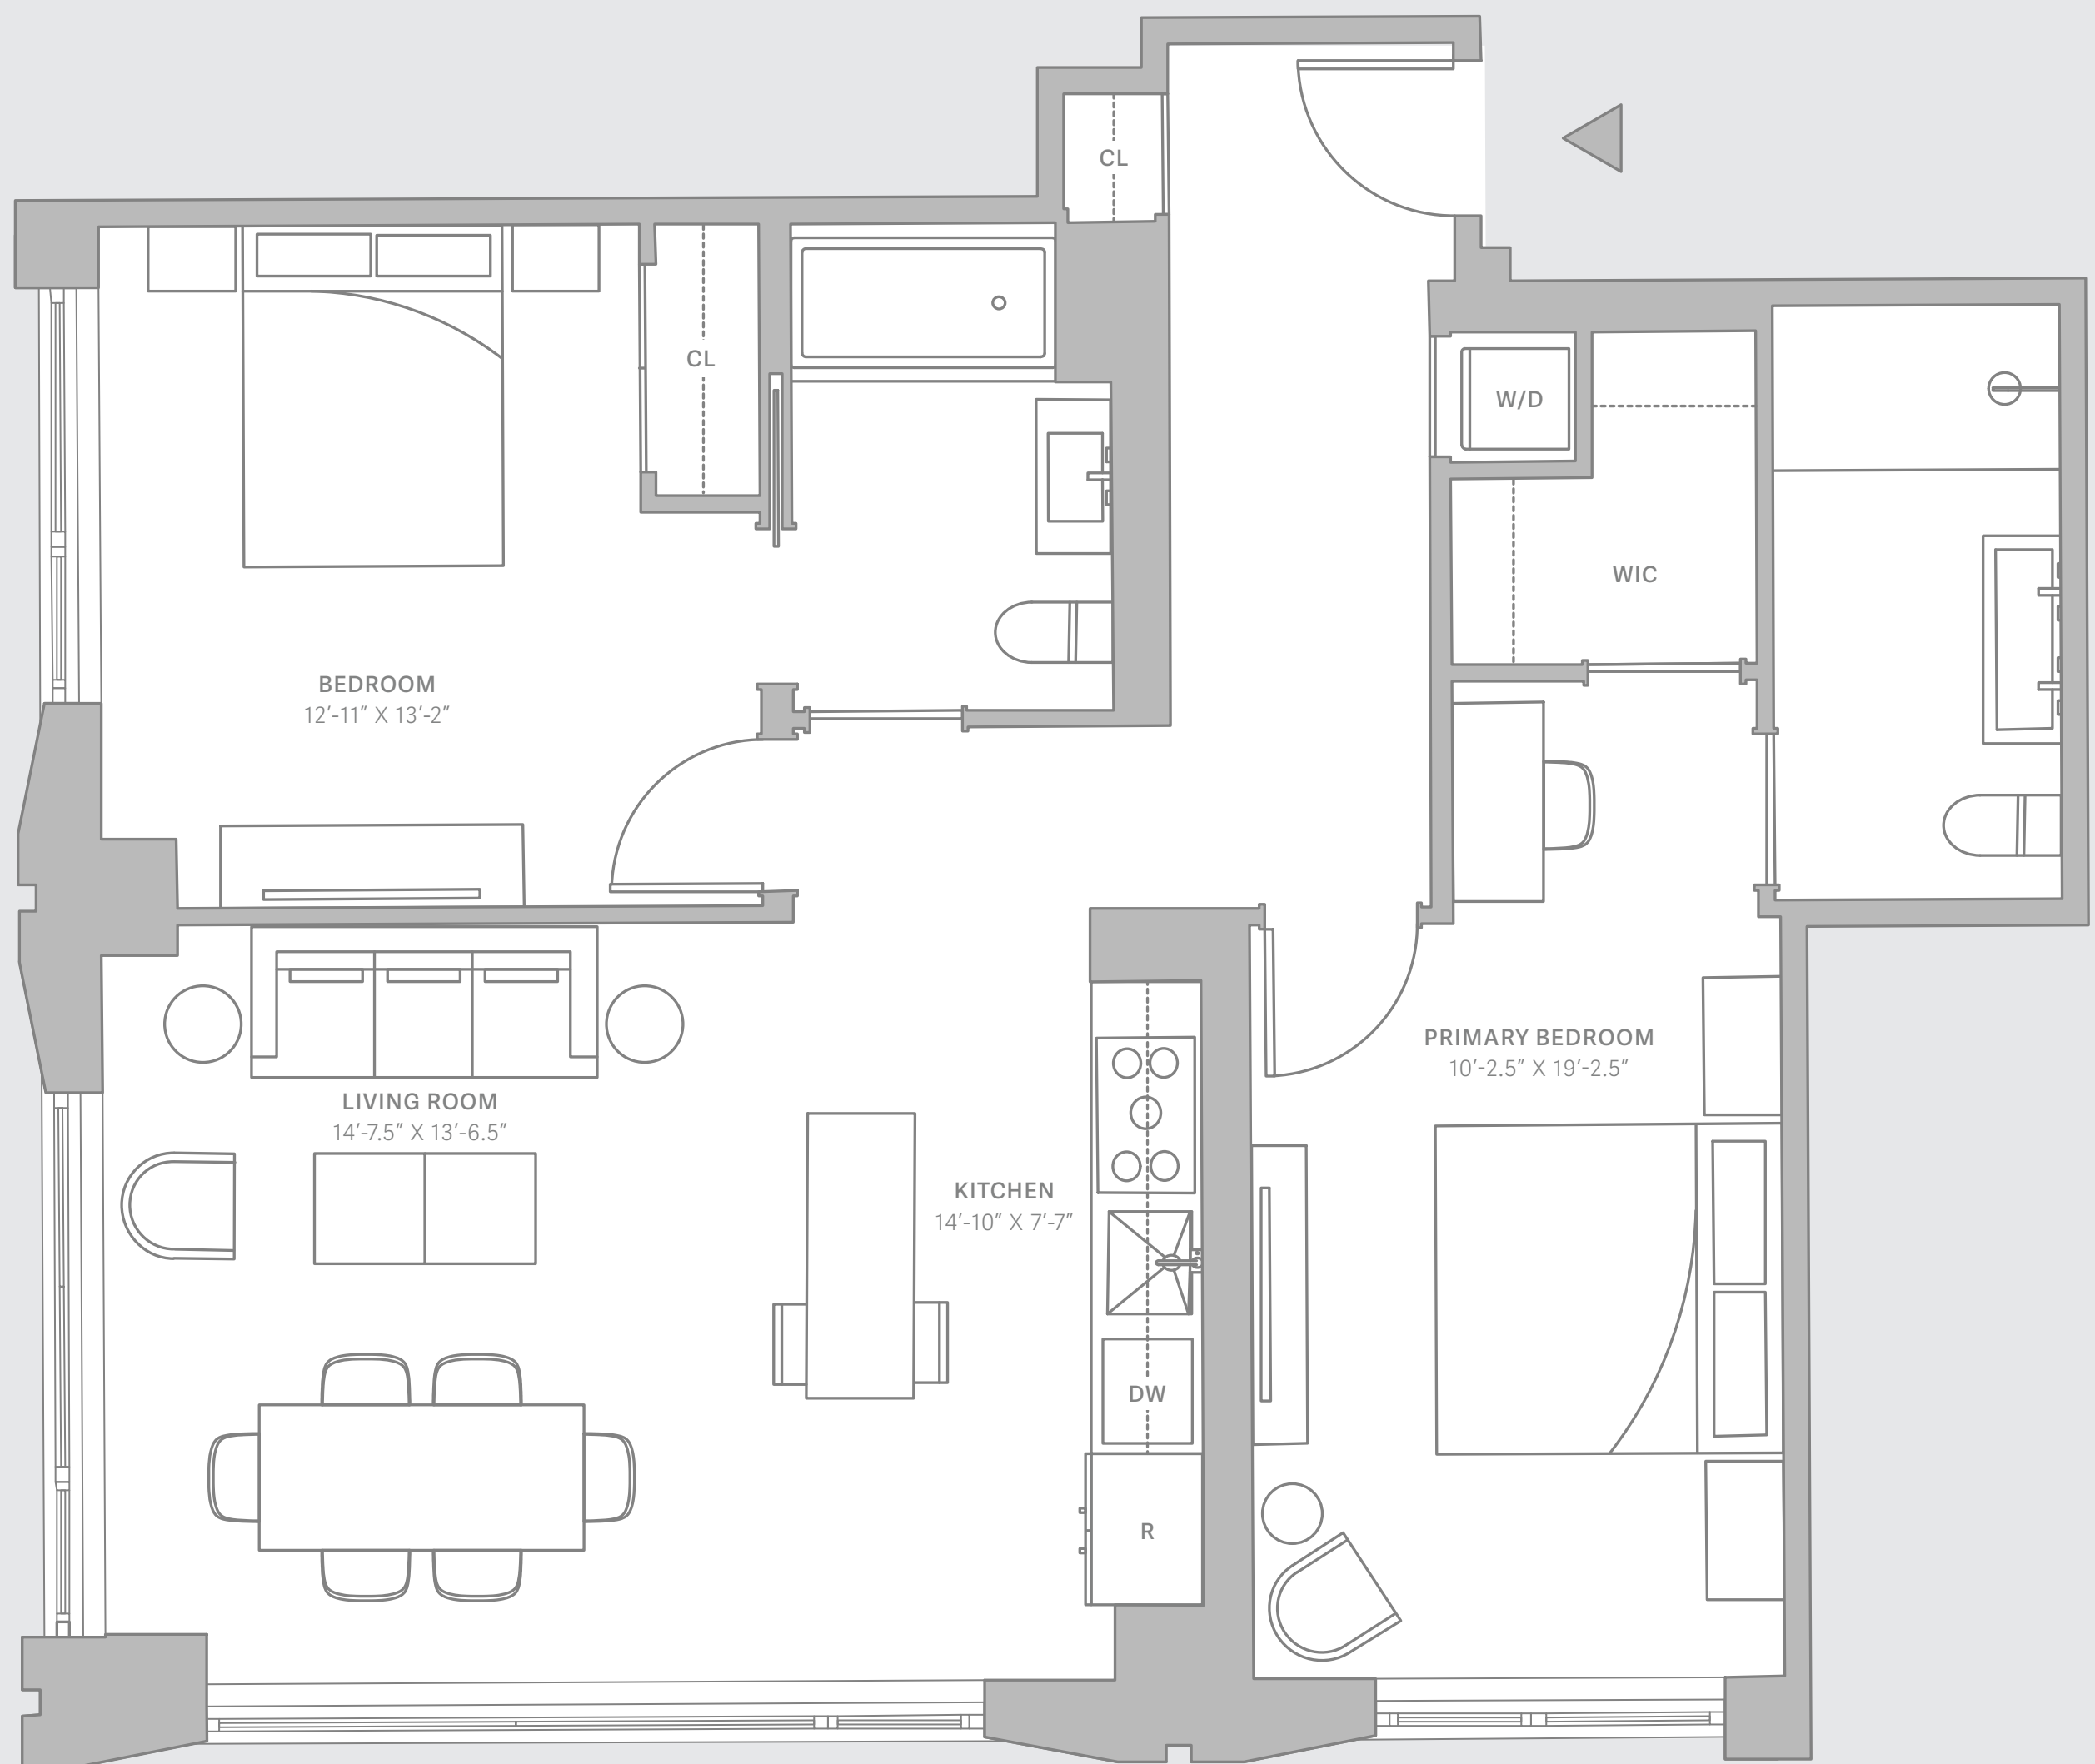 CL
CL
W/D
WIC
BEDROOM
12’-11” X 13’-2”
PRIMARY BEDROOM
10’-2.5” X 19’-2.5”
LIVING ROOM
14’-7.5” X 13’-6.5”
KITCHEN
14’-10” X 7’-7”
DW
R